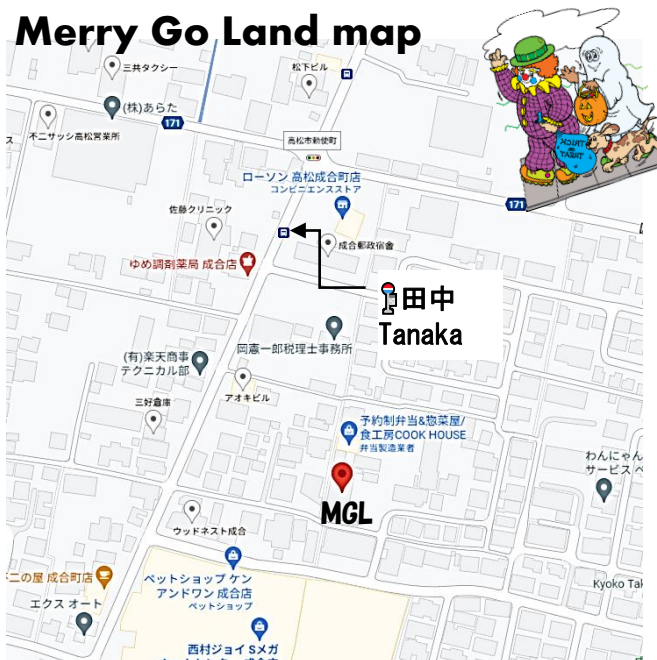 Merry Go Land map
三共タクシー
松下ビル
(株)あらた
171
不二サッシ高松営業所
高松市勅使町
ローソン 高松成合町店
コンビニエンスストア
171
佐藤クリニック
成合郵政宿舎
ゆめ調剤薬局 成合店
田中
Tanaka
岡憲一郎税理士事務所
(有)楽天商事
テクニカル部
アオキビル
三好倉庫
予約制弁当&惣菜屋/
食工房COOK HOUSE
弁当製造業者
わんにゃん
サービス
MGL
ウッドネスト成合
ペットショップ ケン
アンドワン 成合店
ペットショップ
二の屋 成合町店
エクス オート
Kyoko Tak
西村ジョイ Sメガ
TRICK
OR
TREAT